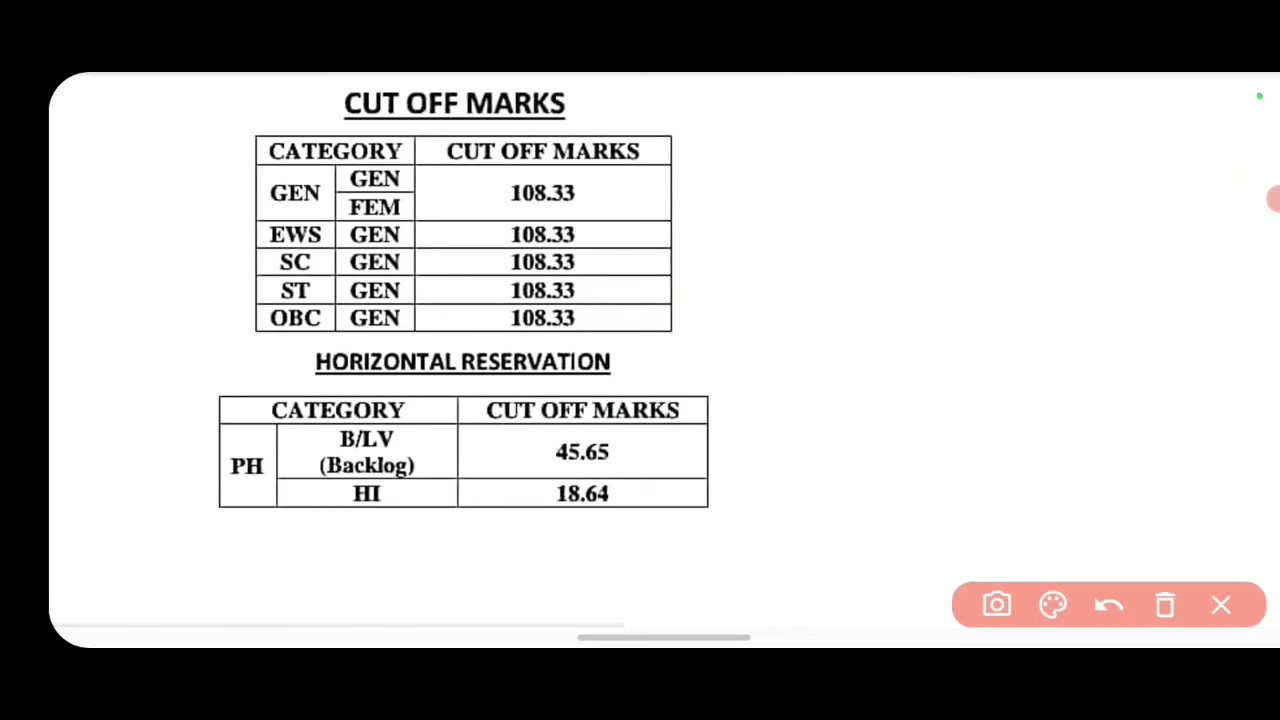 CUT OFF MARKS
CATEGORY CUT OFF MARKS
GEN GEN 108.33
FEM
EWS GEN 108.33
SC GEN 108.33
ST GEN 108.33
OBC GEN 108.33
HORIZONTAL RESERVATION
CATEGORY CUT OFF MARKS
PH B/LV (Backlog) 45.65
HI 18.64